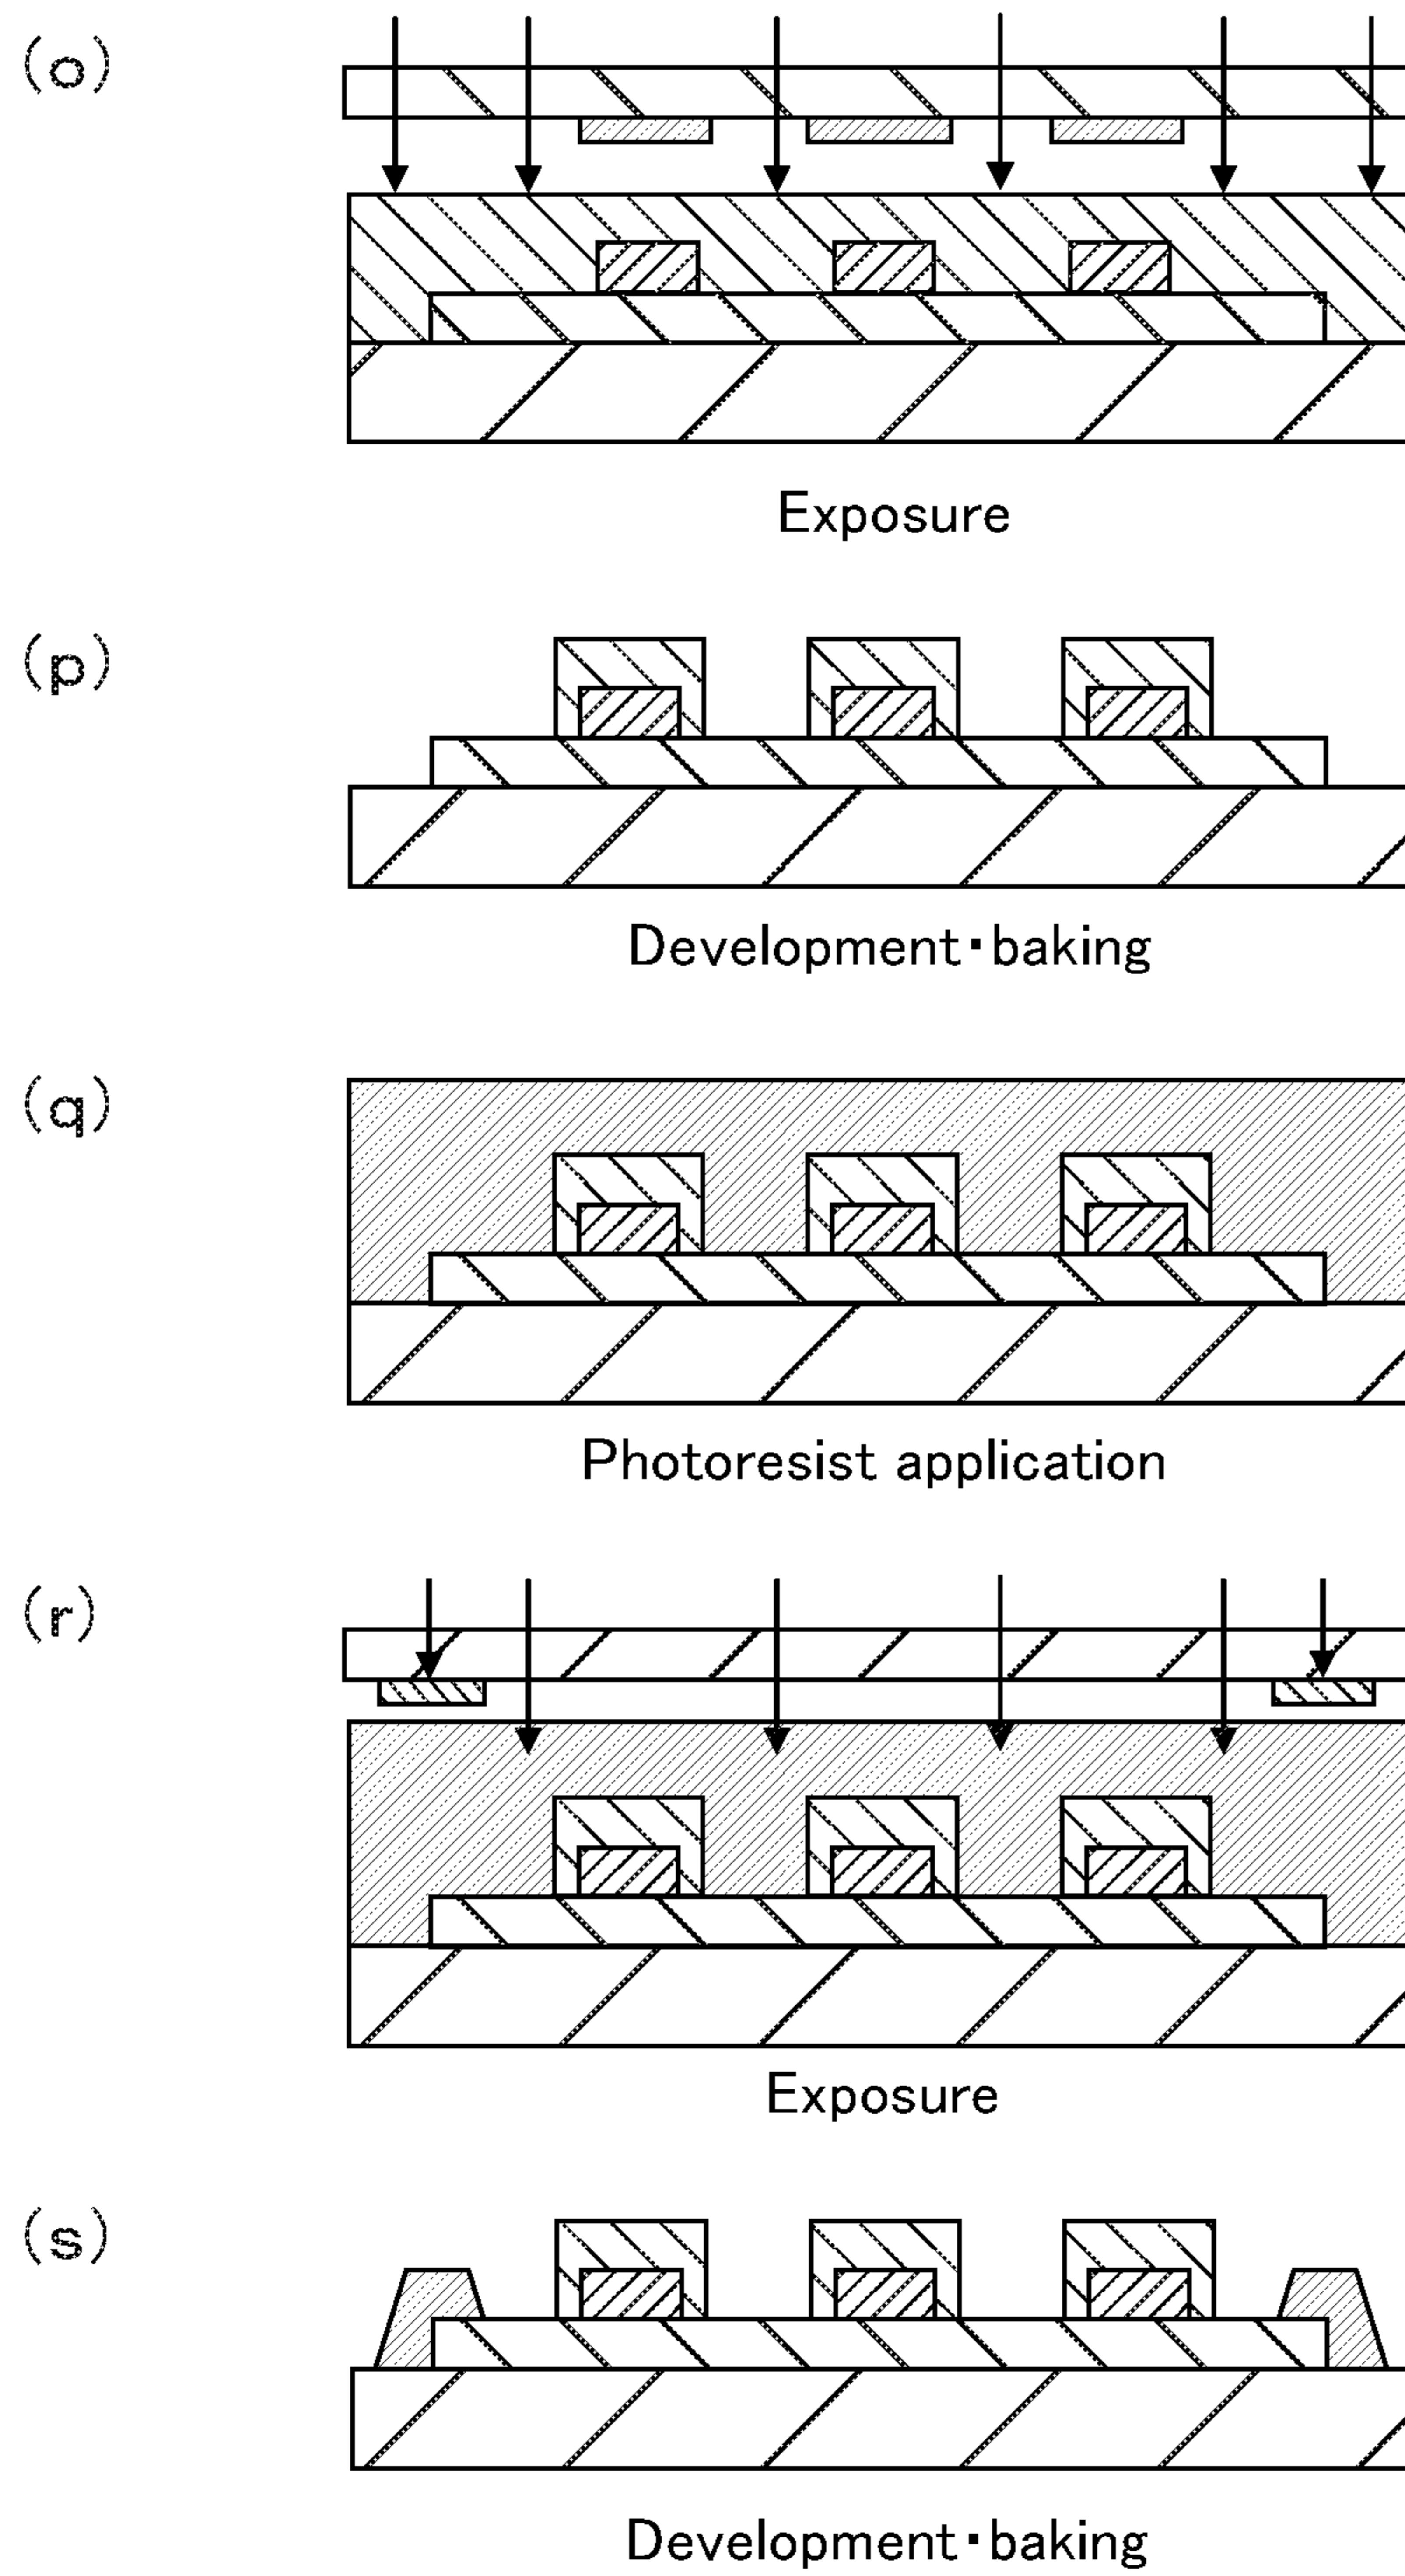 (o)
Exposure
(p)
Development・baking
(q)
Photoresist application
(r)
Exposure
(s)
Development・baking